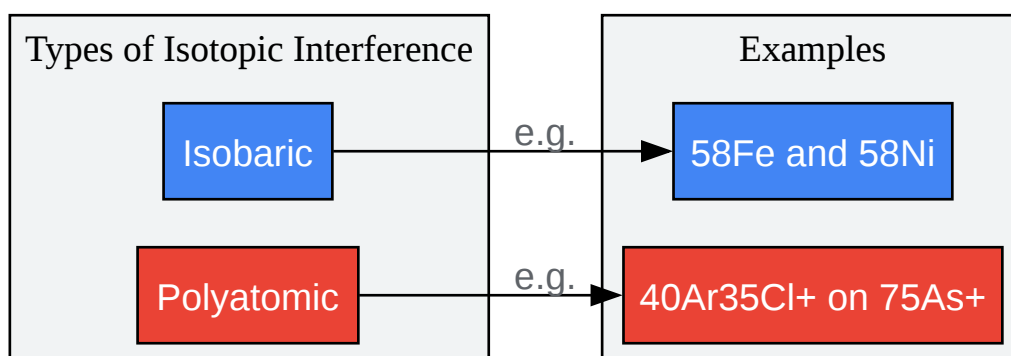 Types of Isotopic Interference
Isobaric
Polyatomic
e.g.
e.g.
Examples
58Fe and 58Ni
40Ar35Cl+ on 75As+